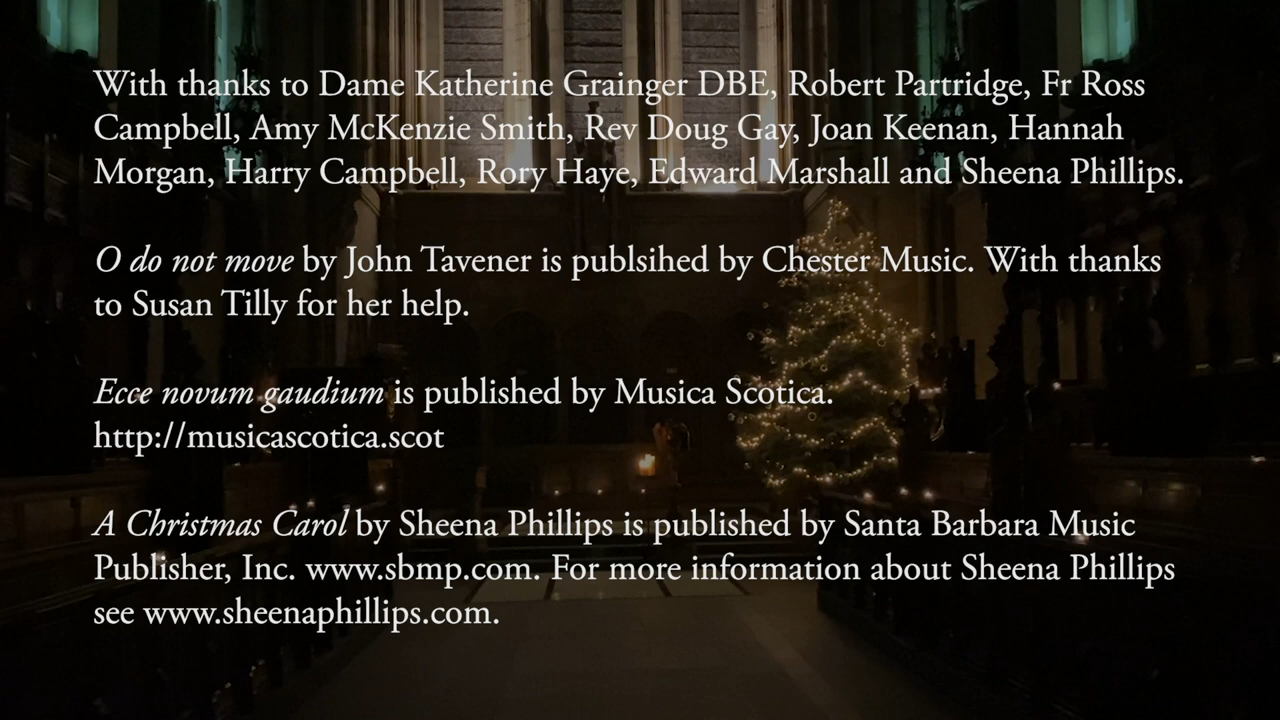 With thanks to Dame Katherine Grainger DBE, Robert Partridge, Fr Ross
Campbell, Amy McKenzie Smith, Rev Doug Gay, Joan Keenan, Hannah
Morgan, Harry Campbell, Rory Haye, Edward Marshall and Sheena Phillips.
O do not move by John Tavener is publsihed by Chester Music. With thanks
to Susan Tilly for her help.
Ecce novum gaudium is published by Musica Scotica.
http://musicascotica.scot
A Christmas Carol by Sheena Phillips is published by Santa Barbara Music
Publisher, Inc. www.sbmp.com. For more information about Sheena Phillips
see www.sheenaphillips.com.